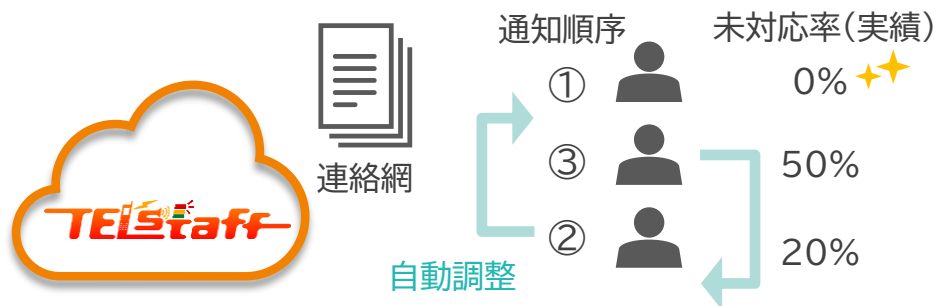 通知順序
未対応率(実績)
① 0%
連絡網
③ 50%
TELStaff
② 20%
自動調整